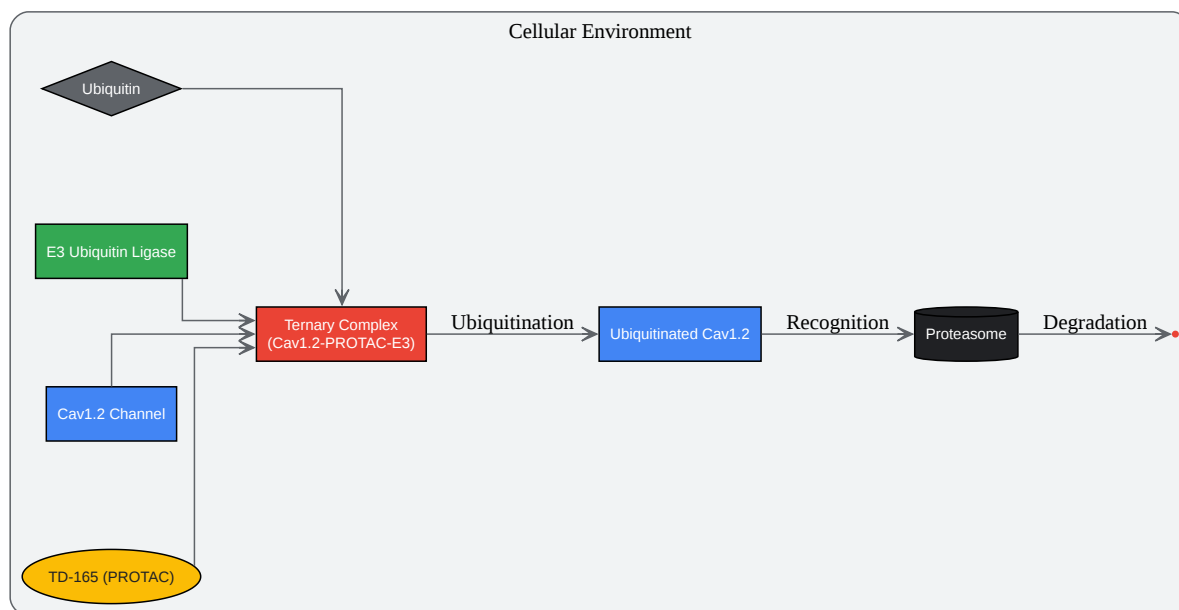 Cellular Environment
Ubiquitin
E3 Ubiquitin Ligase
Ternary Complex
(Cav1.2-PROTAC-E3)
Ubiquitination
Ubiquitinated Cav1.2
Recognition
Proteasome
Degradation
Cav1.2 Channel
TD-165 (PROTAC)